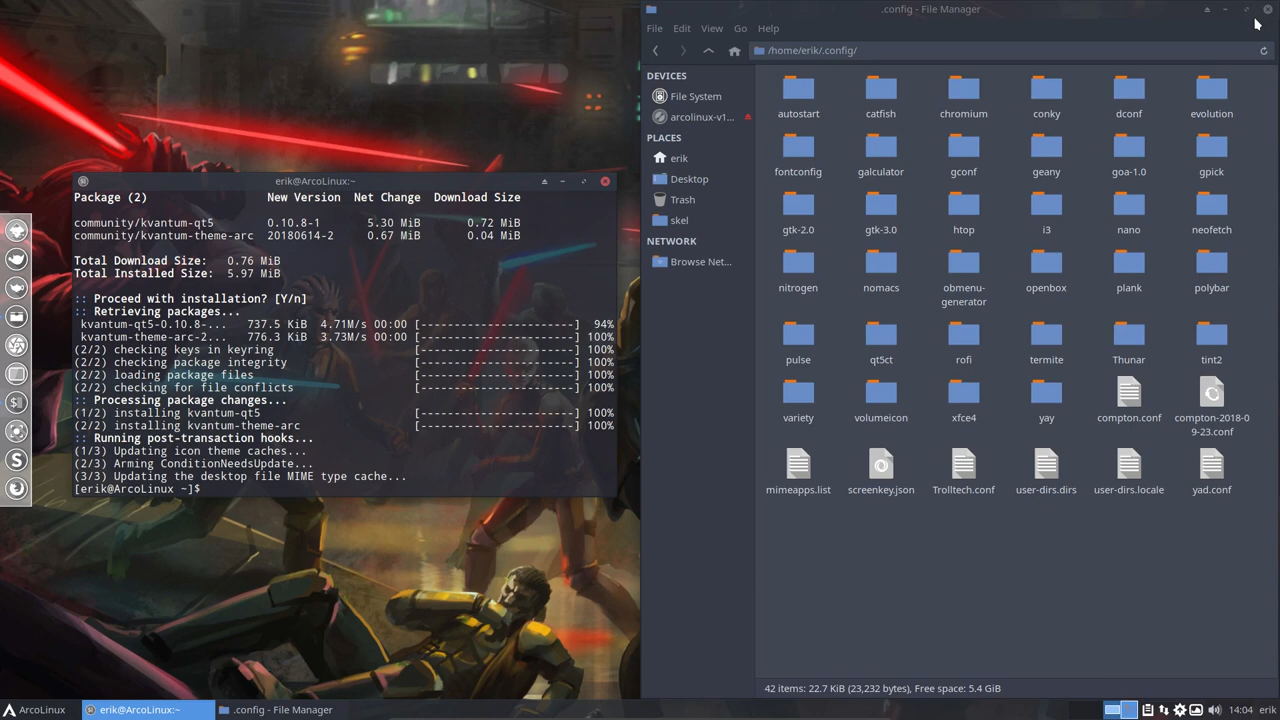 .config - File Manager
File Edit View Go Help
/home/erik/.config/
DEVICES
File System
arcolinux-v1...
PLACES
erik
Desktop
Trash
skel
NETWORK
Browse Net...
autostart catfish chromium conky dconf evolution
fontconfig galculator gconf geany goa-1.0 gpick
gtk-2.0 gtk-3.0 htop i3 nano neofetch
nitrogen nomacs obmenu-generator openbox plank polybar
pulse qt5ct rofi termite Thunar tint2
variety volumeicon xfce4 yay compton.conf compton-2018-09-23.conf
mimeapps.list screenkey.json Trolltech.conf user-dirs.dirs user-dirs.locale yad.conf
42 items: 22.7 KiB (23,232 bytes), Free space: 5.4 GiB
erik@ArcoLinux:~
Package (2) New Version Net Change Download Size
community/kvantum-qt5 0.10.8-1 5.30 MiB 0.72 MiB
community/kvantum-theme-arc 20180614-2 0.67 MiB 0.04 MiB
Total Download Size: 0.76 MiB
Total Installed Size: 5.97 MiB
:: Proceed with installation? [Y/n]
:: Retrieving packages...
kvantum-qt5-0.10.8-... 737.5 KiB 4.71M/s 00:00 [-----------------------] 94%
kvantum-theme-arc-2... 776.3 KiB 3.73M/s 00:00 [-----------------------] 100%
(2/2) checking keys in keyring [-----------------------] 100%
(2/2) checking package integrity [-----------------------] 100%
(2/2) loading package files [-----------------------] 100%
(2/2) checking for file conflicts [-----------------------] 100%
:: Processing package changes...
(1/2) installing kvantum-qt5 [-----------------------] 100%
(2/2) installing kvantum-theme-arc [-----------------------] 100%
:: Running post-transaction hooks...
(1/3) Updating icon theme caches...
(2/3) Arming ConditionNeedsUpdate...
(3/3) Updating the desktop file MIME type cache...
[erik@ArcoLinux ~]$
ArcoLinux erik@ArcoLinux:~ .config - File Manager 14:04 erik